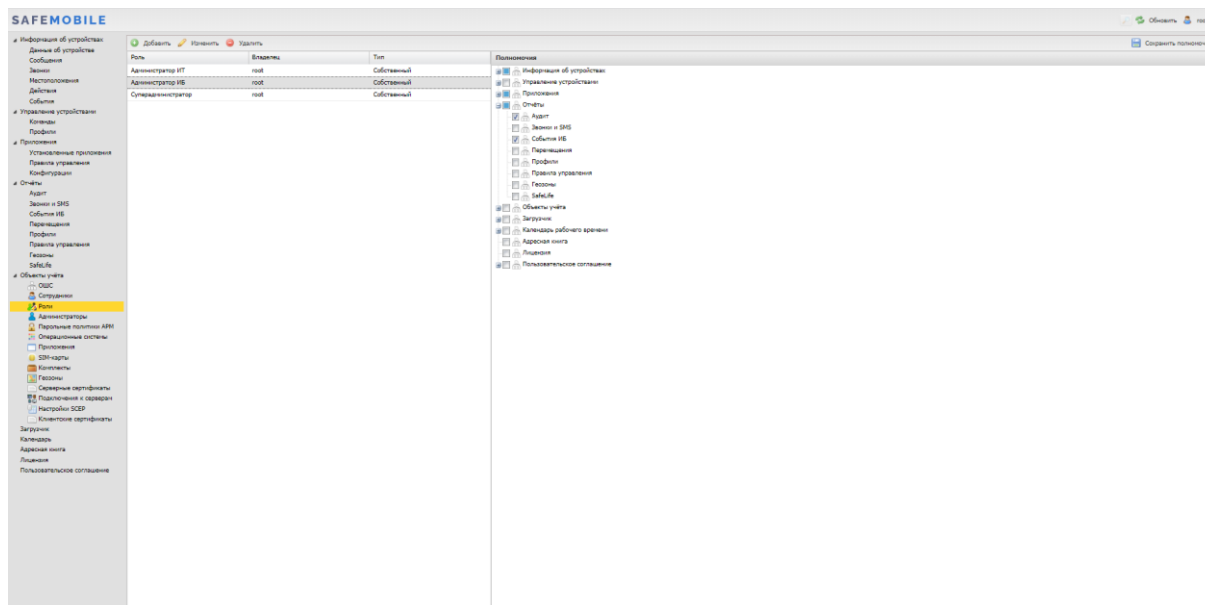 SAFEMOBILE
Обновить
Информация об устройствах
Данные об устройстве
Сообщения
Звонки
Местоположения
Действия
События
Управление устройствами
Команды
Профили
Приложения
Установленные приложения
Правила управления
Конфигурации
Отчёты
Аудит
Звонки и SMS
События ИБ
Перемещения
Профили
Правила управления
Геозоны
SafeLife
Объекты учёта
ОШС
Сотрудники
Роли
Администраторы
Парольные политики АРМ
Операционные системы
Приложения
SIM-карты
Комплекты
Геозоны
Серверные сертификаты
Подключения к серверам
Настройки SCEP
Клиентские сертификаты
Загрузчик
Календарь
Адресная книга
Лицензия
Пользовательское соглашение
Добавить Изменить Удалить
Роль Владелец Тип
Администратор ИТ root Собственный
Администратор ИБ root Собственный
Суперадминистратор root Собственный
Сохранить полномоч
Полномочия
Информация об устройствах
Управление устройствами
Приложения
Отчёты
Аудит
Звонки и SMS
События ИБ
Перемещения
Профили
Правила управления
Геозоны
SafeLife
Объекты учёта
Загрузчик
Календарь рабочего времени
Адресная книга
Лицензия
Пользовательское соглашение